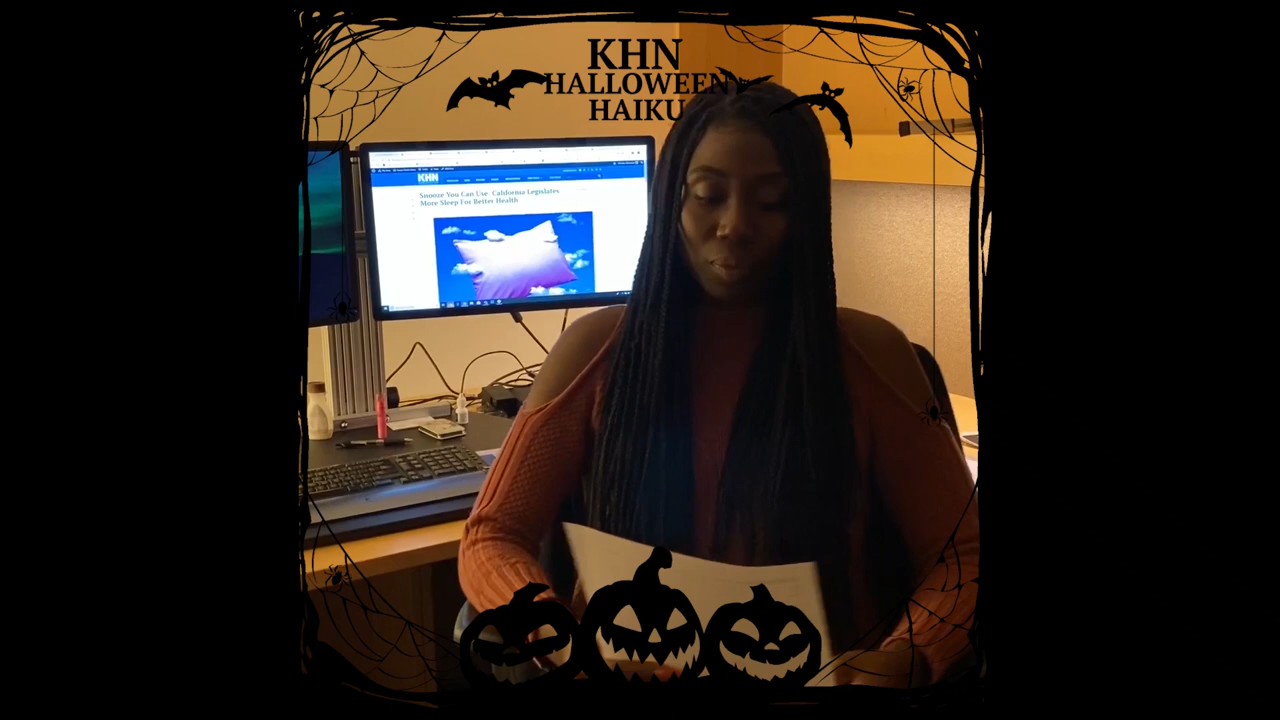 KHN
HALLOWEEN
HAIKU
KHN
Snooze You Can Use: California Legislates
More Sleep For Better Health